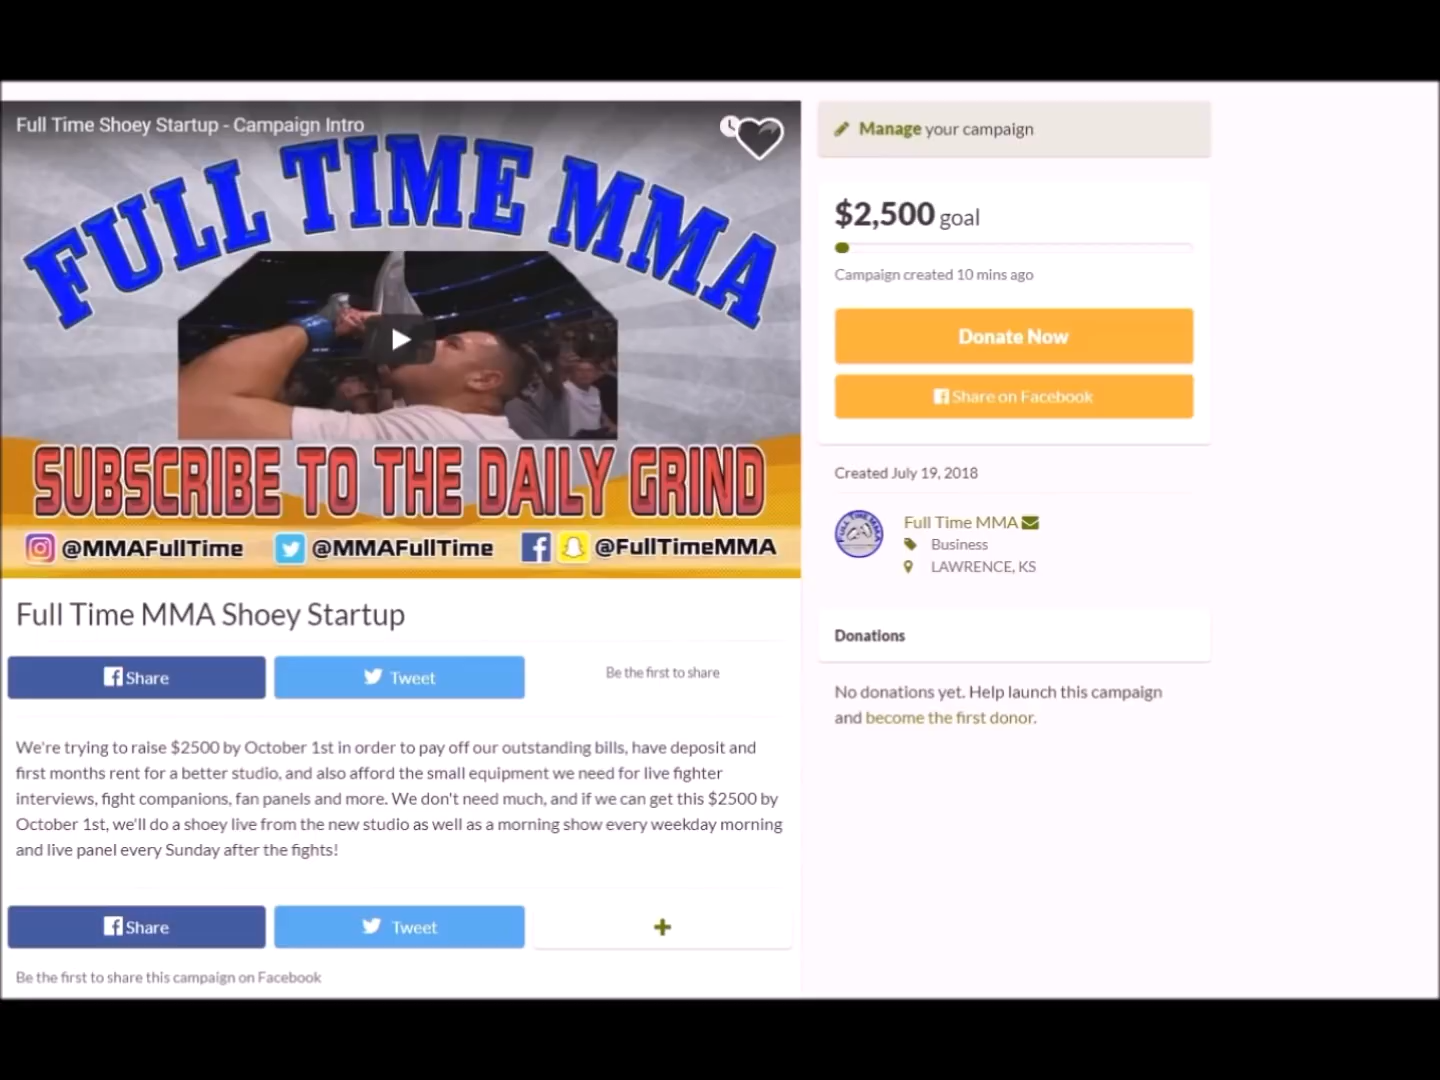 Full Time Shoey Startup - Campaign Intro
FULL TIME MMA
SUBSCRIBE TO THE DAILY GRIND
@MMAFullTime @MMAFullTime @FullTimeMMA
Full Time MMA Shoey Startup
Share Tweet Be the first to share
We're trying to raise $2500 by October 1st in order to pay off our outstanding bills, have deposit and
first months rent for a better studio, and also afford the small equipment we need for live fighter
interviews, fight companions, fan panels and more. We don't need much, and if we can get this $2500 by
October 1st, we'll do a shoey live from the new studio as well as a morning show every weekday morning
and live panel every Sunday after the fights!
Share Tweet +
Be the first to share this campaign on Facebook
Manage your campaign
$2,500 goal
Campaign created 10 mins ago
Donate Now
Share on Facebook
Created July 19, 2018
FULL TIME MMA
Full Time MMA
Business
LAWRENCE, KS
Donations
No donations yet. Help launch this campaign
and become the first donor.